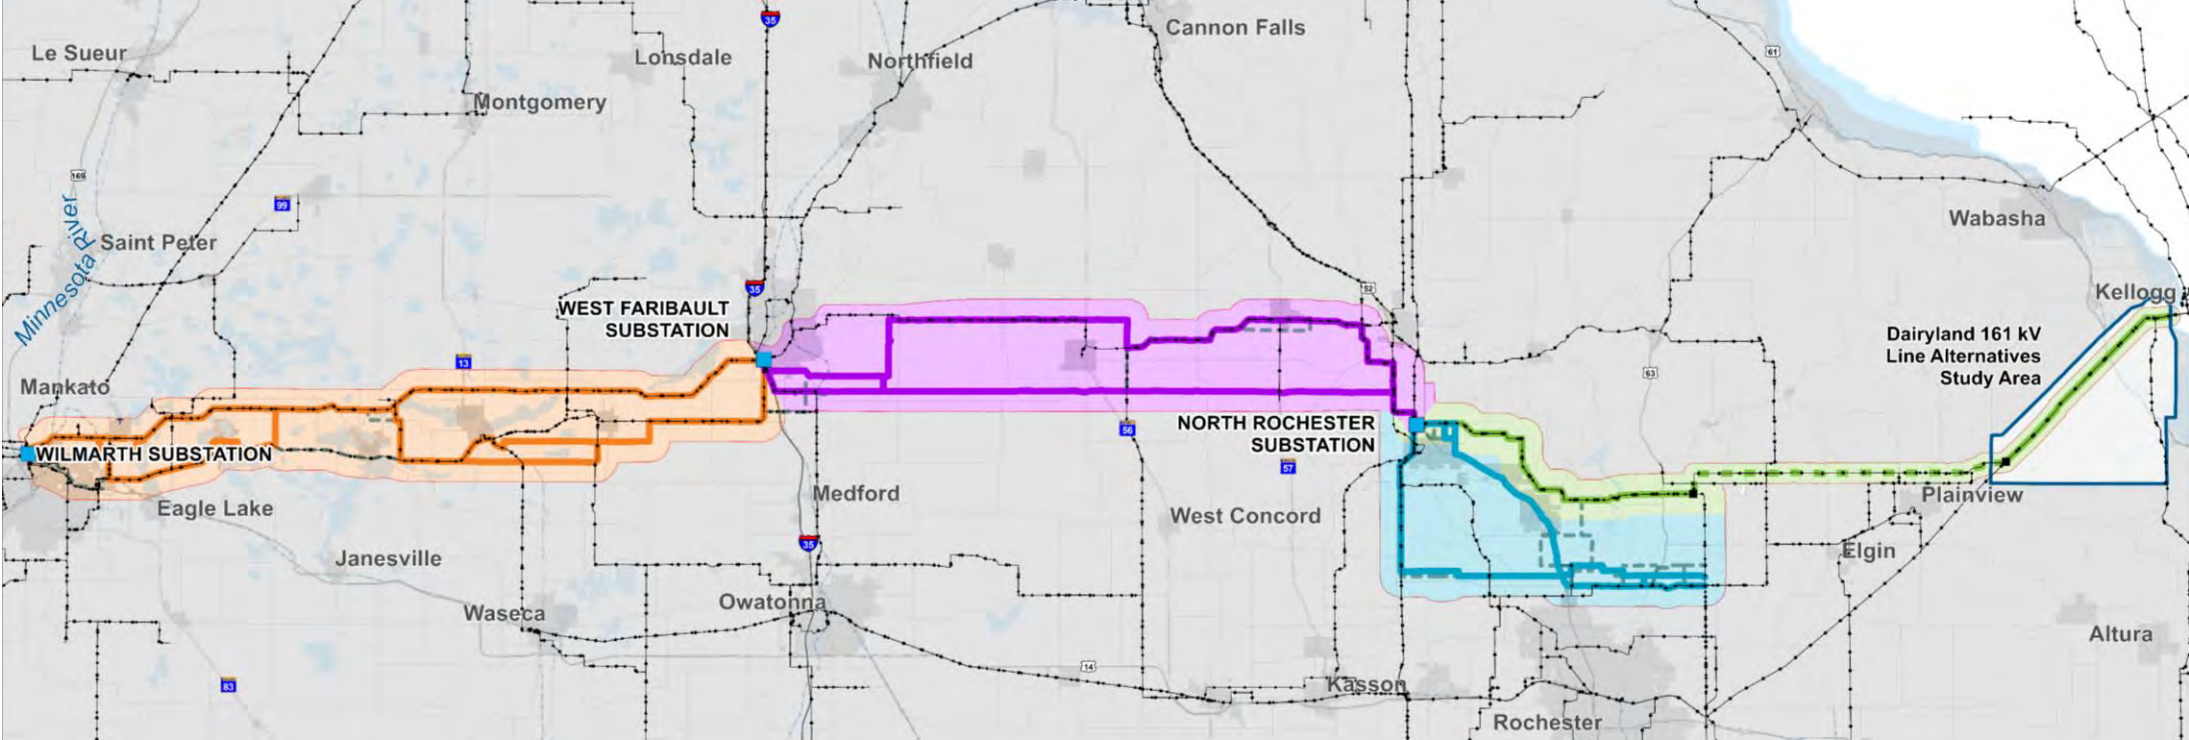 35
Cannon Falls
Le Sueur
Lonsdale
Northfield
61
Montgomery
169
99
Wabasha
Saint Peter
Minnesota River
35
52
Kellogg
WEST FARIBAULT
SUBSTATION
Dairyland 161 kV
Line Alternatives
Study Area
13
63
Mankato
56
NORTH ROCHESTER
SUBSTATION
WILMARTH SUBSTATION
57
Medford
Plainview
Eagle Lake
West Concord
35
Janesville
Elgin
Waseca
Owatonna
Altura
14
83
Kasson
Rochester